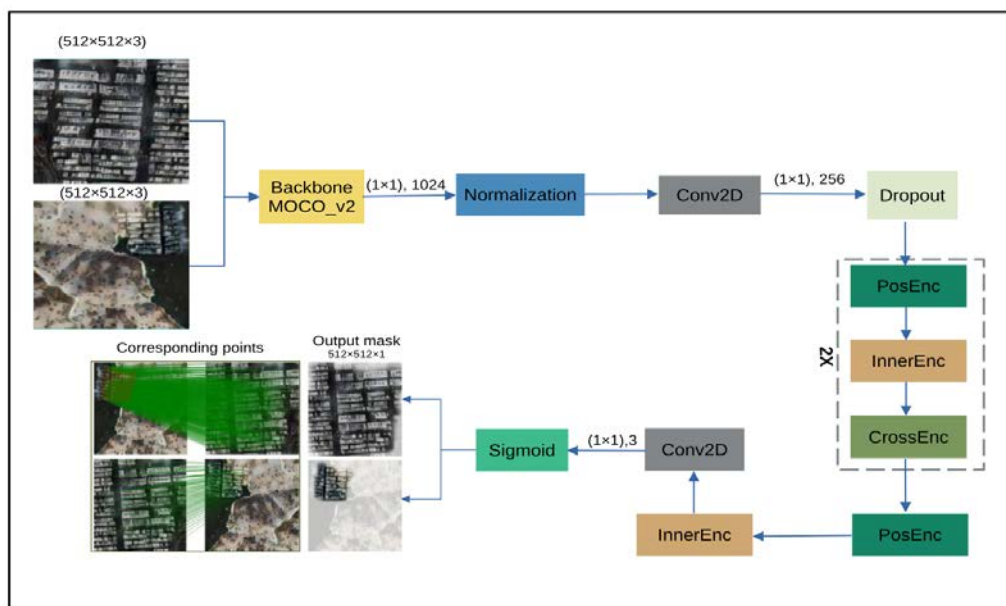 (512×512×3)
(512×512×3)
Backbone
MOCO_v2
(1×1), 1024
Normalization
Conv2D
(1×1), 256
Dropout
PosEnc
InnerEnc
CrossEnc
2X
PosEnc
InnerEnc
Conv2D
(1×1),3
Sigmoid
Output mask
512×512×1
Corresponding points